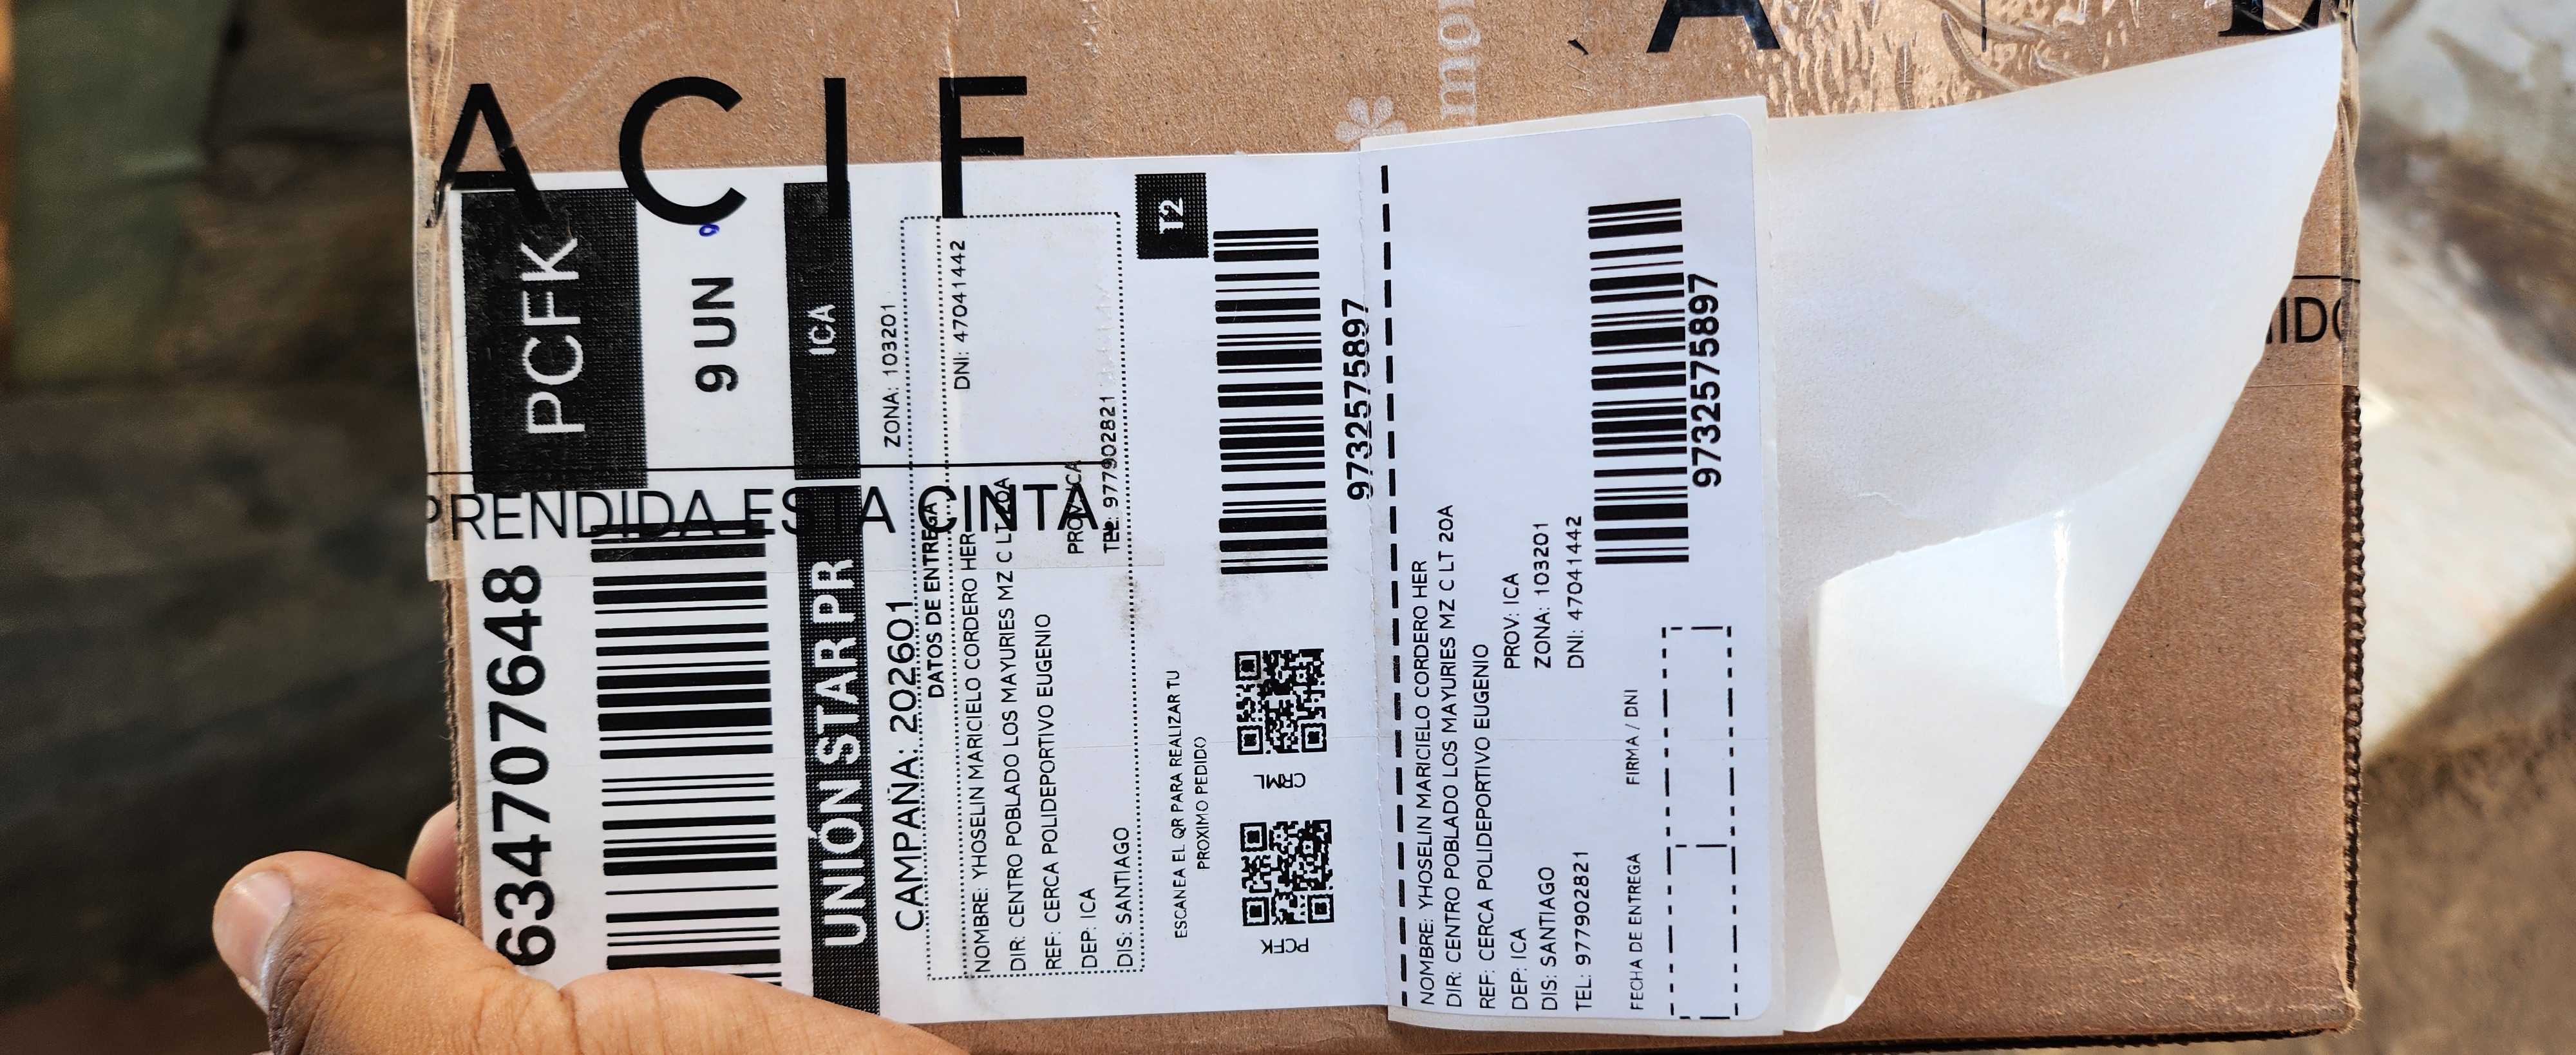 A C I F
PCFK
9 UN
9
ICA
PRENDIDA ESTA CINTA
6347077648
UNIÓN STAR PR
CAMPAÑA: 202601
ZONA: 103201
DATOS DE ENTREGA
NOMBRE: YHOSELIN MARICIELO CORDERO HER
DNI: 47041442
DIR: CENTRO POBLADO LOS MAYURIES MZ C LT 20A
REF: CERCA POLIDEPORTIVO EUGENIO
DEP: ICA
PROV: ICA
DIS: SANTIAGO
TEL: 977902821
T2
ESCANEA EL QR PARA REALIZAR TU
PROXIMO PEDIDO
PCFK
CRML
97325758​97
NOMBRE: YHOSELIN MARICIELO CORDERO HER
DIR: CENTRO POBLADO LOS MAYURIES MZ C LT 20A
REF: CERCA POLIDEPORTIVO EUGENIO
DEP: ICA
PROV: ICA
DIS: SANTIAGO
ZONA: 103201
TEL: 977902821
DNI: 47041442
FECHA DE ENTREGA
FIRMA / DNI
9732575897